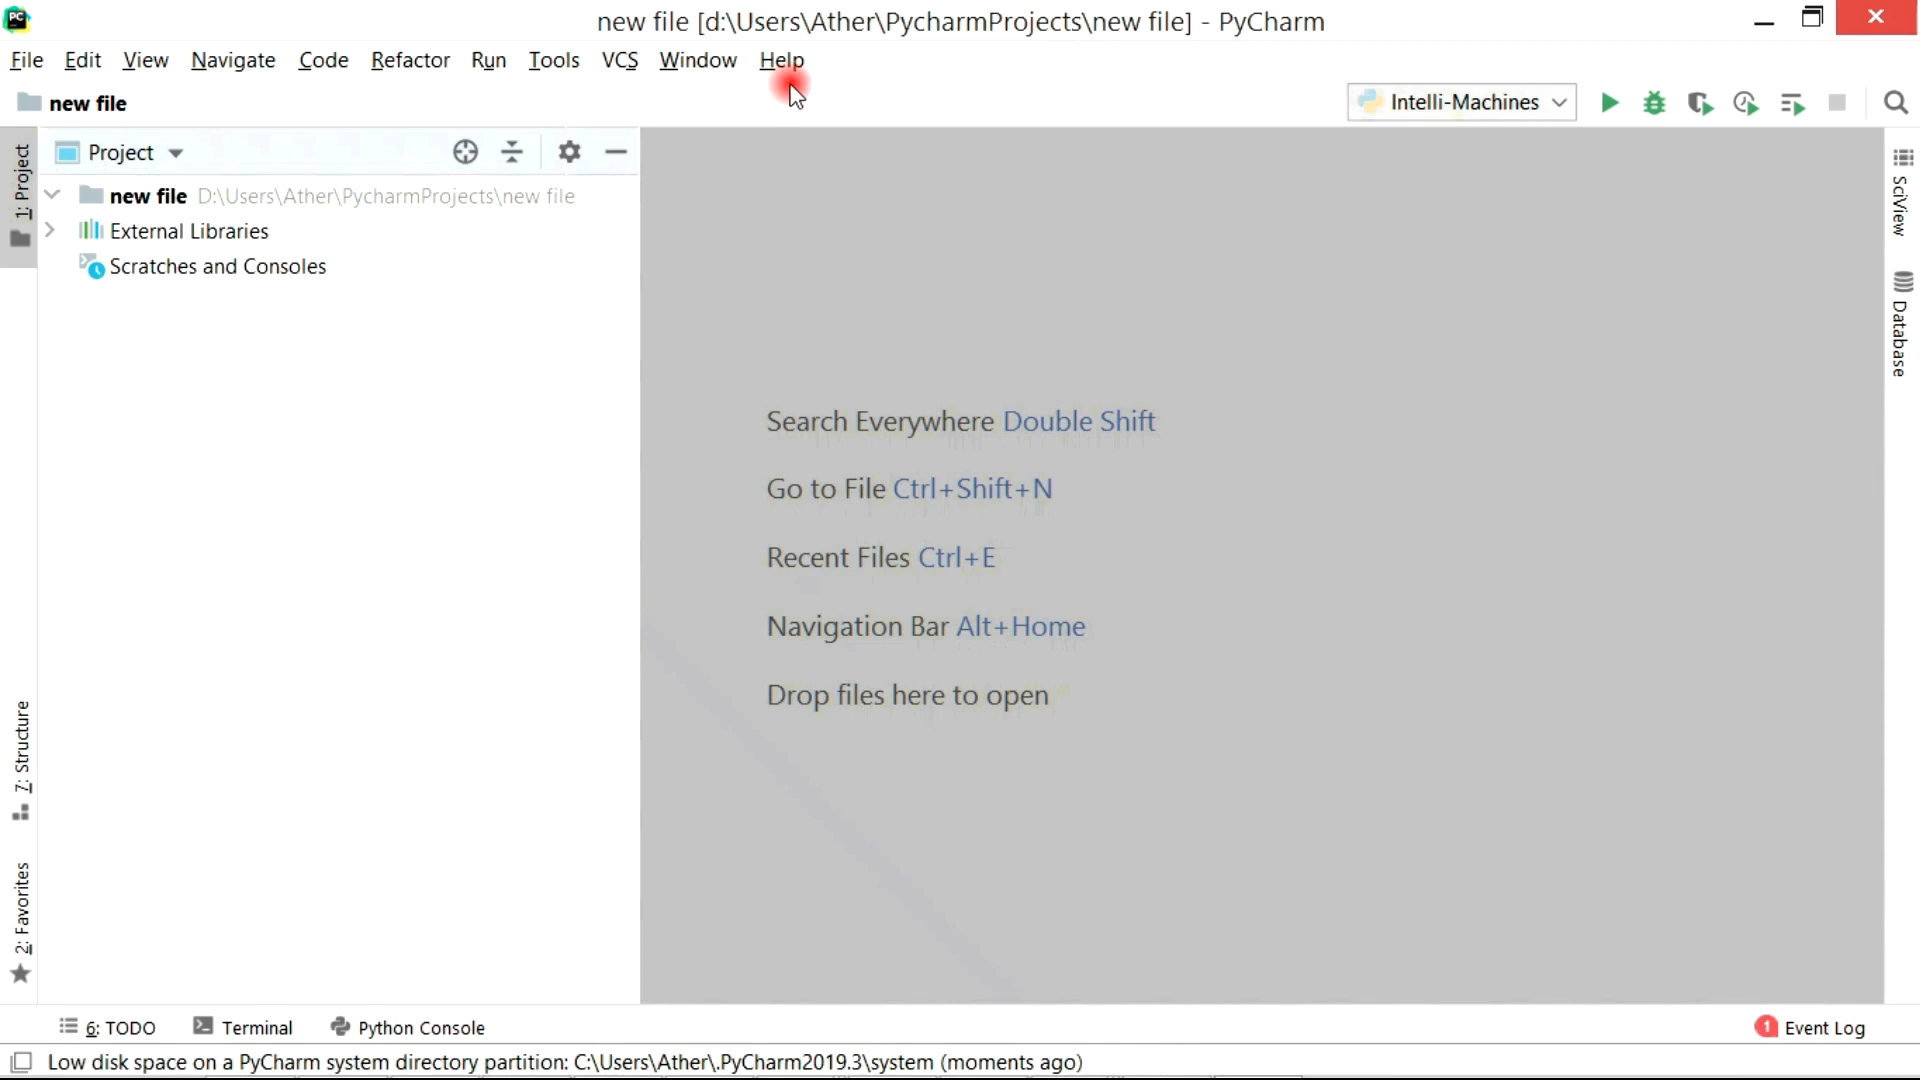 new file [d:\Users\Ather\PycharmProjects\new file] - PyCharm
File Edit View Navigate Code Refactor Run Tools VCS Window Help
new file
Intelli-Machines
1: Project
Project
new file D:\Users\Ather\PycharmProjects\new file
External Libraries
Scratches and Consoles
SciView
Database
Search Everywhere Double Shift
Go to File Ctrl+Shift+N
Recent Files Ctrl+E
Navigation Bar Alt+Home
Drop files here to open
7: Structure
2: Favorites
6: TODO Terminal Python Console
1 Event Log
Low disk space on a PyCharm system directory partition: C:\Users\Ather\.PyCharm2019.3\system (moments ago)